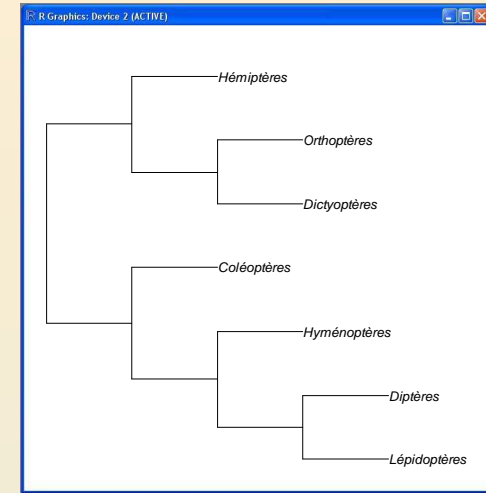 R Graphics: Device 2 (ACTIVE)
Hémiptères
Orthoptères
Dictyoptères
Coléoptères
Hyménoptères
Diptères
Lépidoptères